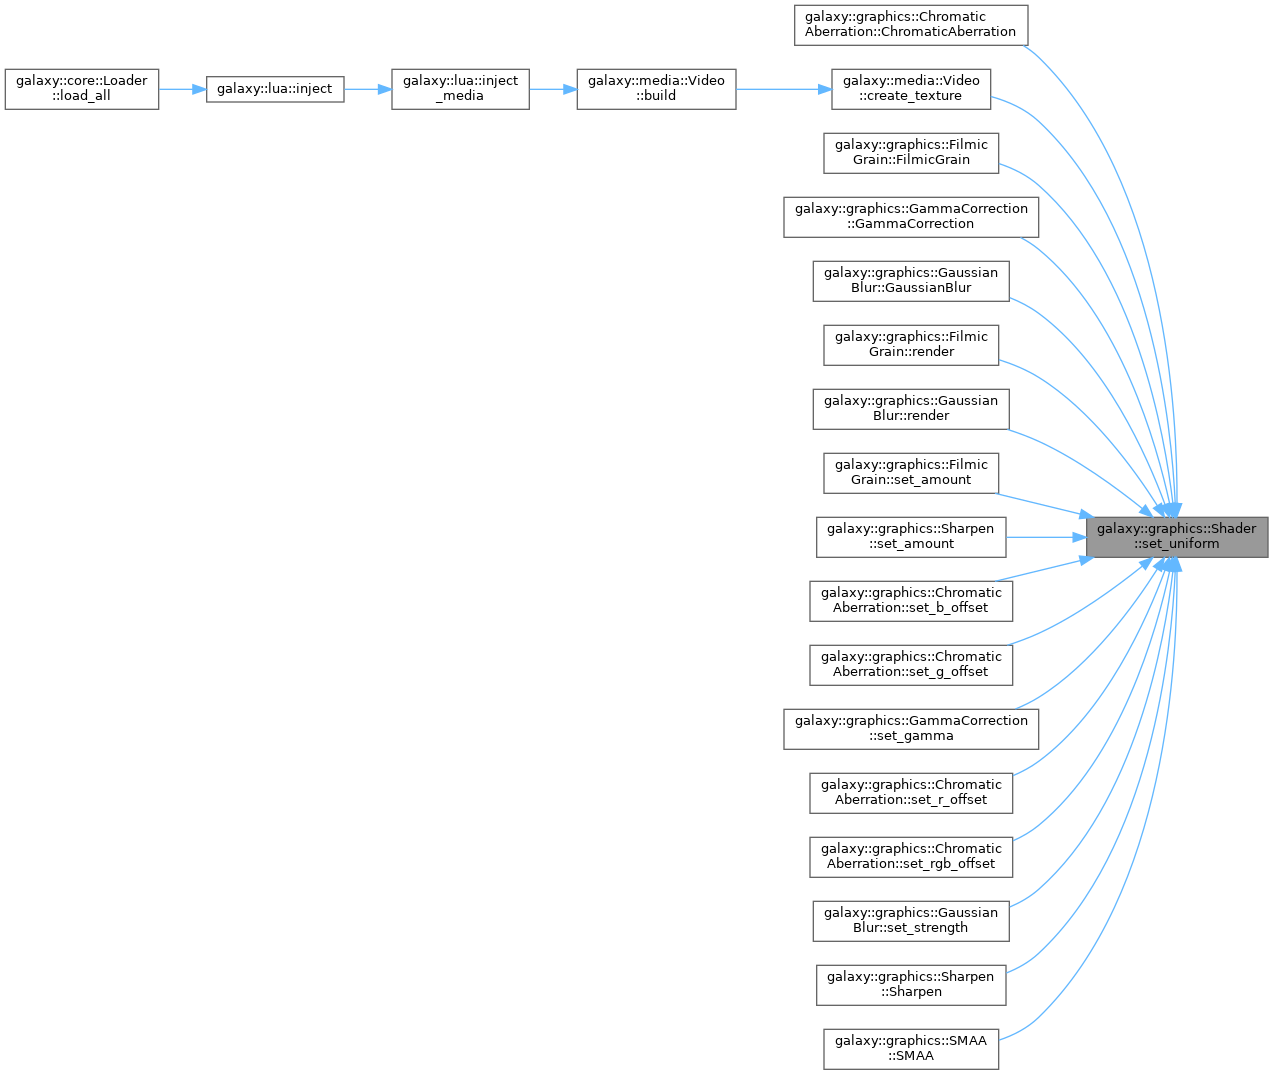 galaxy::graphics::Chromatic
Aberration::ChromaticAberration
galaxy::core::Loader
::load_all
galaxy::lua::inject
galaxy::lua::inject
_media
galaxy::media::Video
::build
galaxy::media::Video
::create_texture
galaxy::graphics::Filmic
Grain::FilmicGrain
galaxy::graphics::GammaCorrection
::GammaCorrection
galaxy::graphics::Gaussian
Blur::GaussianBlur
galaxy::graphics::Filmic
Grain::render
galaxy::graphics::Gaussian
Blur::render
galaxy::graphics::Filmic
Grain::set_amount
galaxy::graphics::Sharpen
::set_amount
galaxy::graphics::Shader
::set_uniform
galaxy::graphics::Chromatic
Aberration::set_b_offset
galaxy::graphics::Chromatic
Aberration::set_g_offset
galaxy::graphics::GammaCorrection
::set_gamma
galaxy::graphics::Chromatic
Aberration::set_r_offset
galaxy::graphics::Chromatic
Aberration::set_rgb_offset
galaxy::graphics::Gaussian
Blur::set_strength
galaxy::graphics::Sharpen
::Sharpen
galaxy::graphics::SMAA
::SMAA